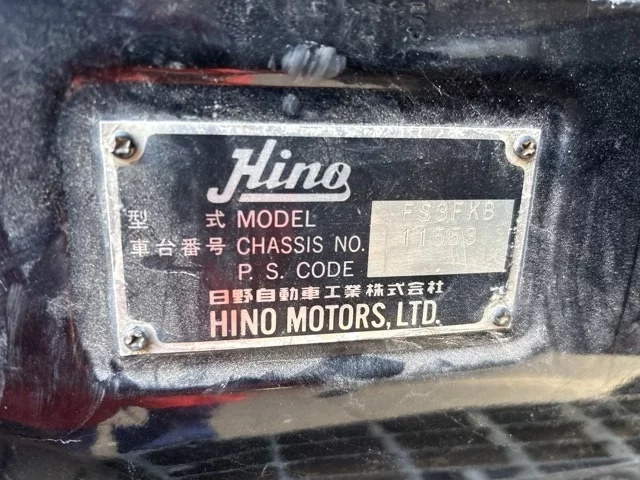 Hino
型 式 MODEL FS3FKB
車台番号 CHASSIS NO. 11559
P. S. CODE
日野自動車工業株式会社
HINO MOTORS, LTD.